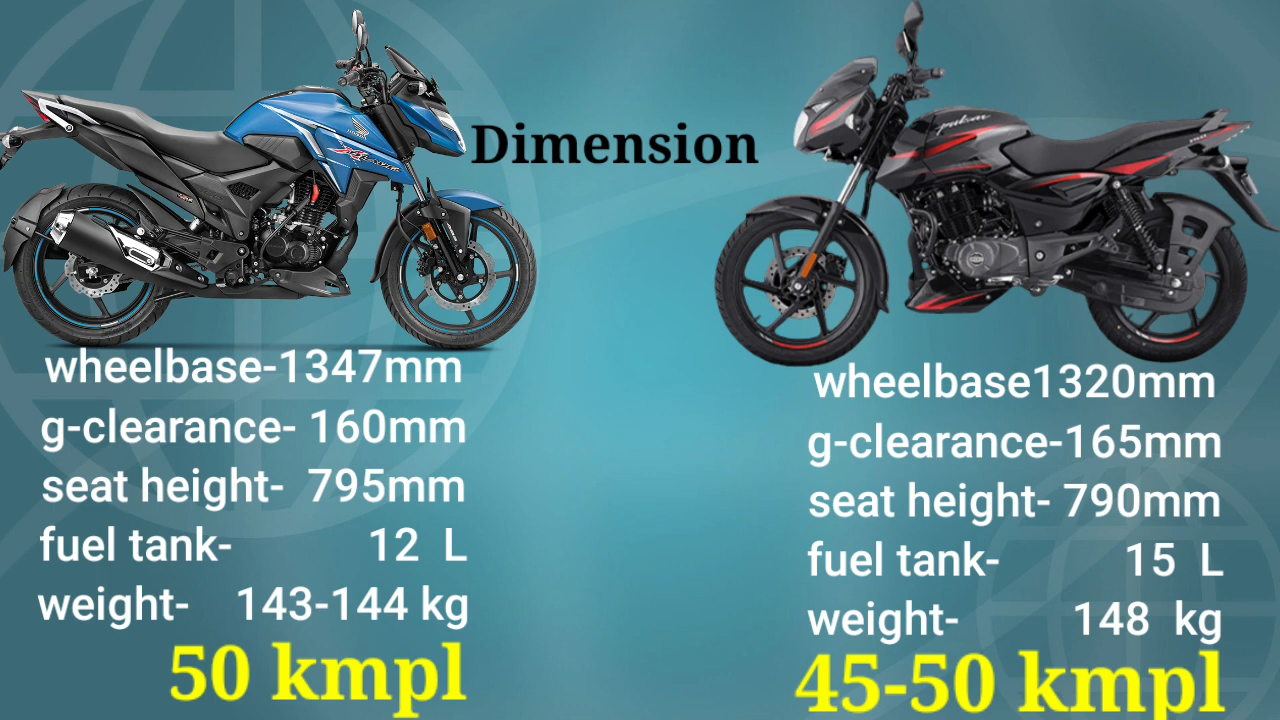 Dimension
pulsar
wheelbase-1347mm
g-clearance- 160mm
seat height- 795mm
fuel tank- 12 L
weight- 143-144 kg
50 kmpl
wheelbase1320mm
g-clearance-165mm
seat height- 790mm
fuel tank- 15 L
weight- 148 kg
45-50 kmpl